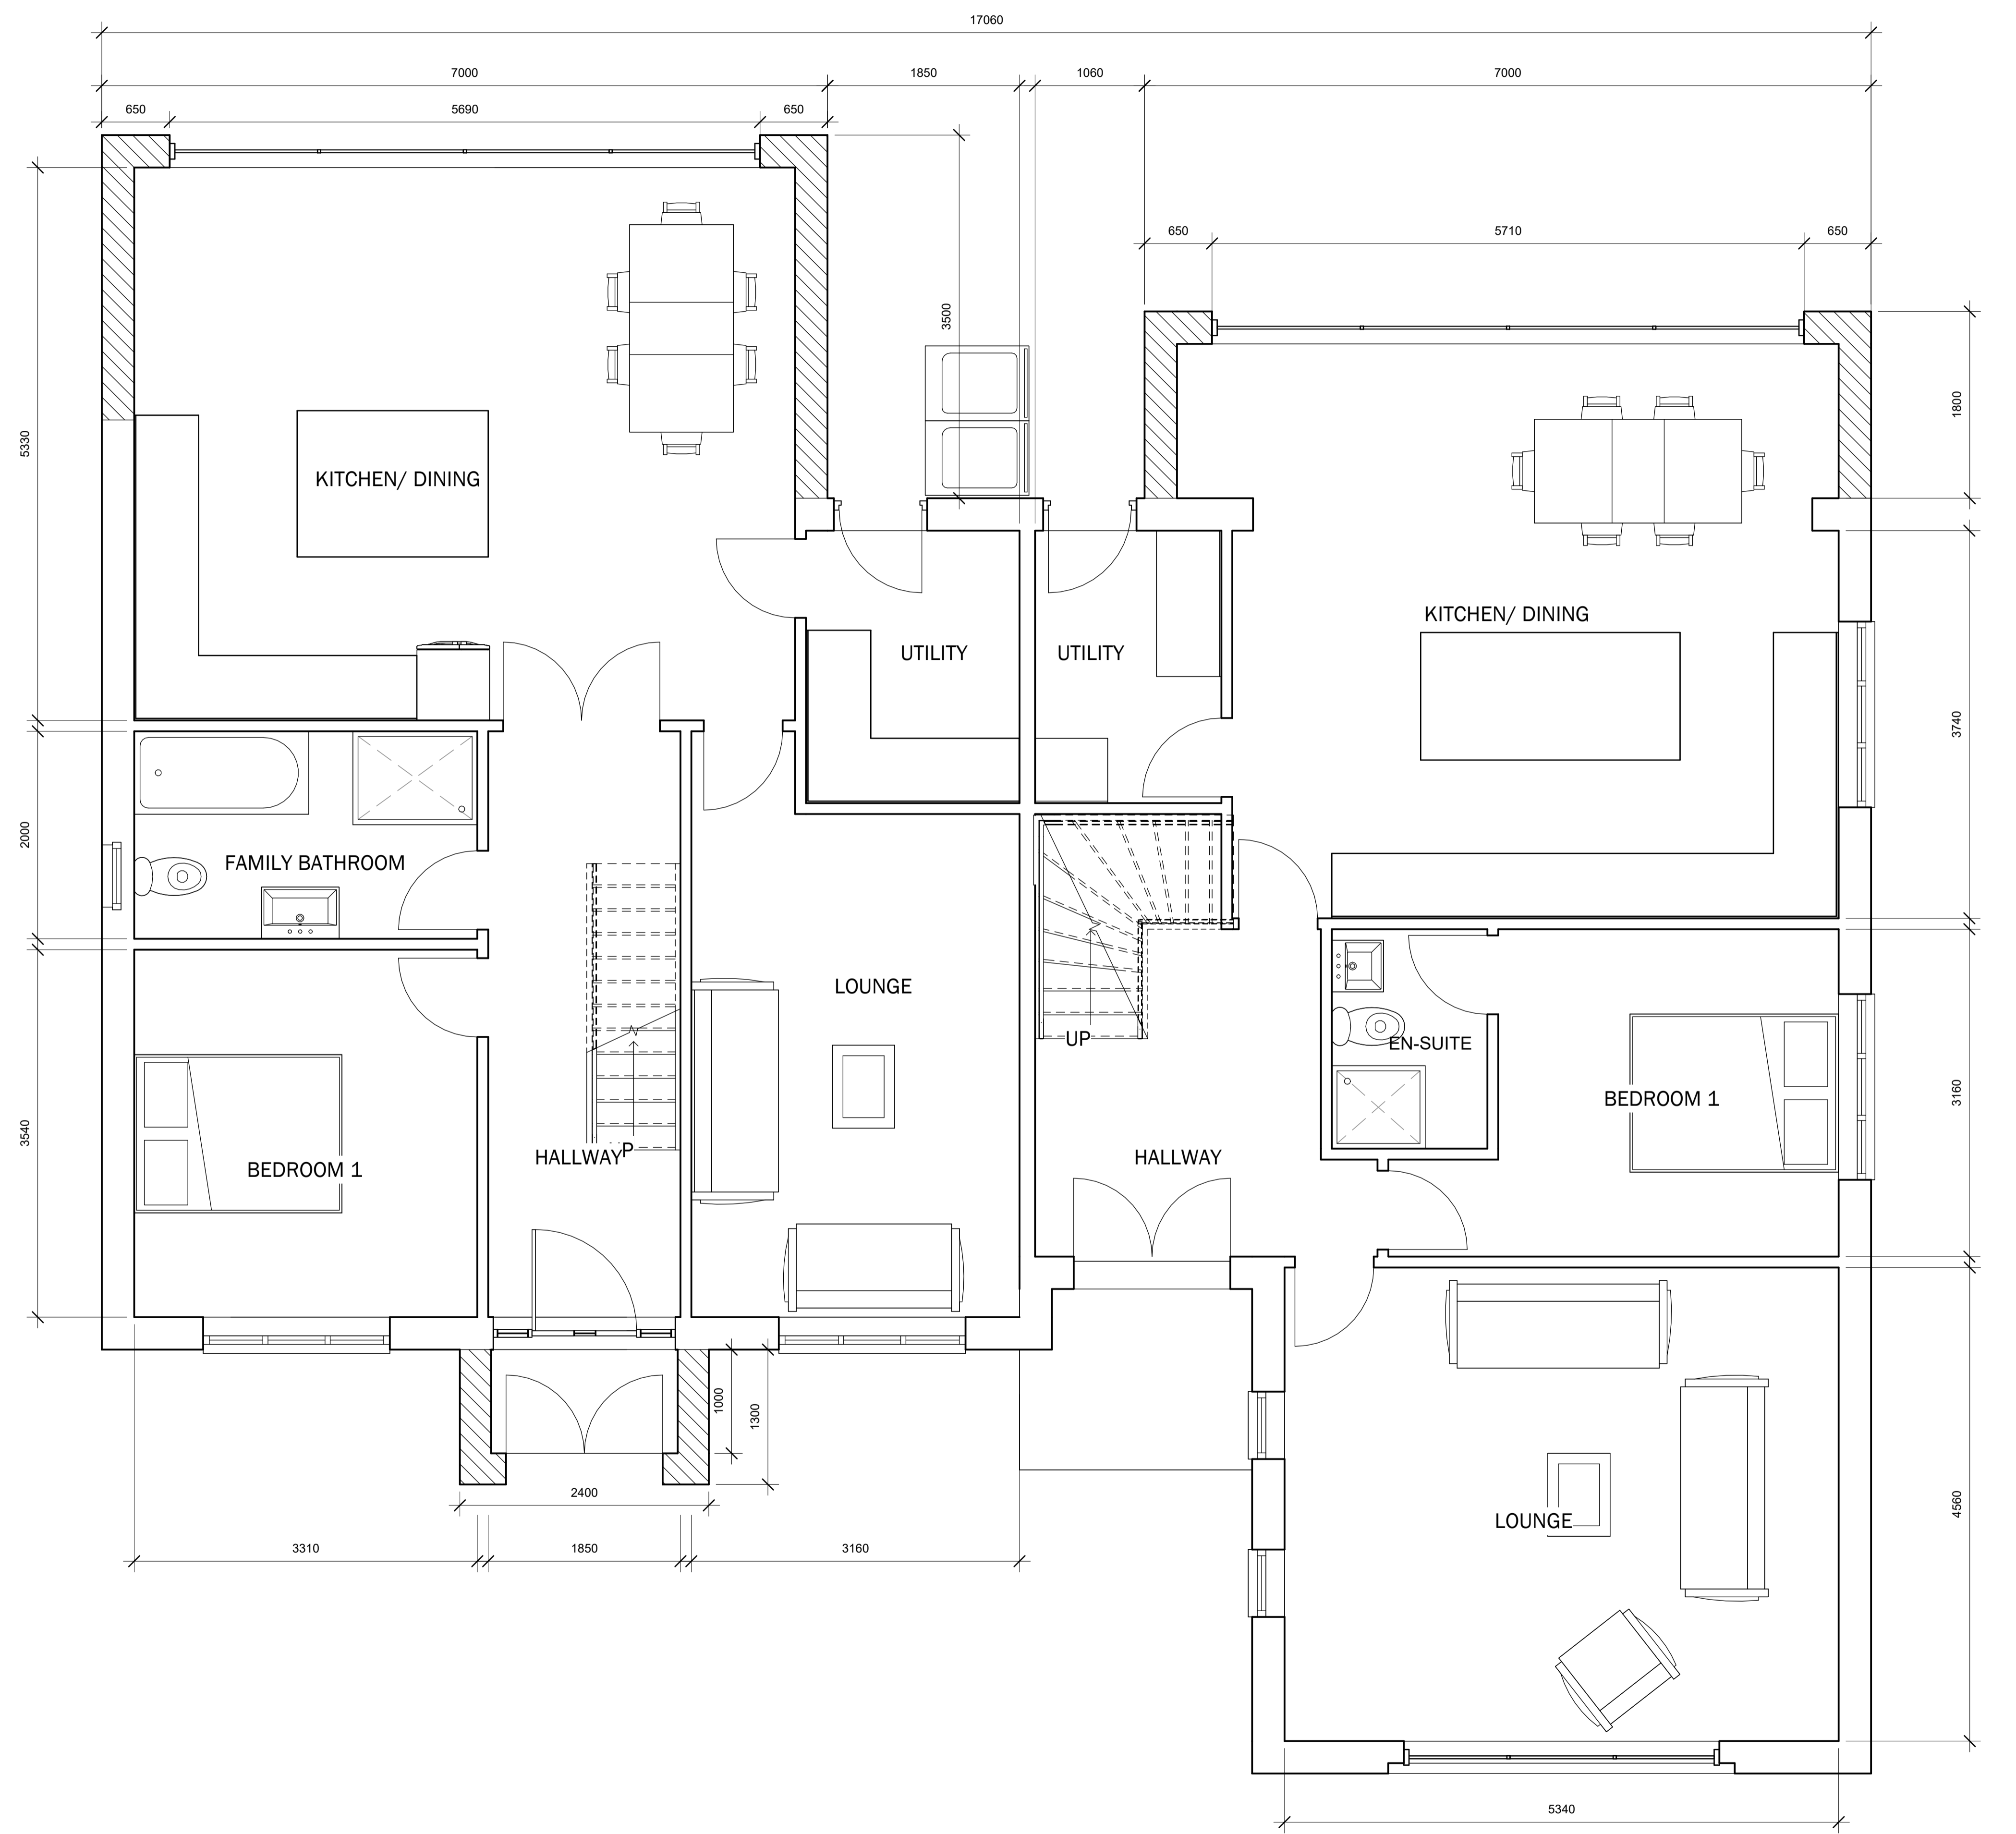 17060
7000
1850
1060
7000
650
5690
650
650
5710
650
3500
1800
5330
KITCHEN/ DINING
KITCHEN/ DINING
UTILITY
UTILITY
3740
2000
FAMILY BATHROOM
LOUNGE
UP
EN-SUITE
BEDROOM 1
3160
3540
BEDROOM 1
HALLWAY
P
HALLWAY
1000
1300
2400
LOUNGE
4560
3310
1850
3160
5340